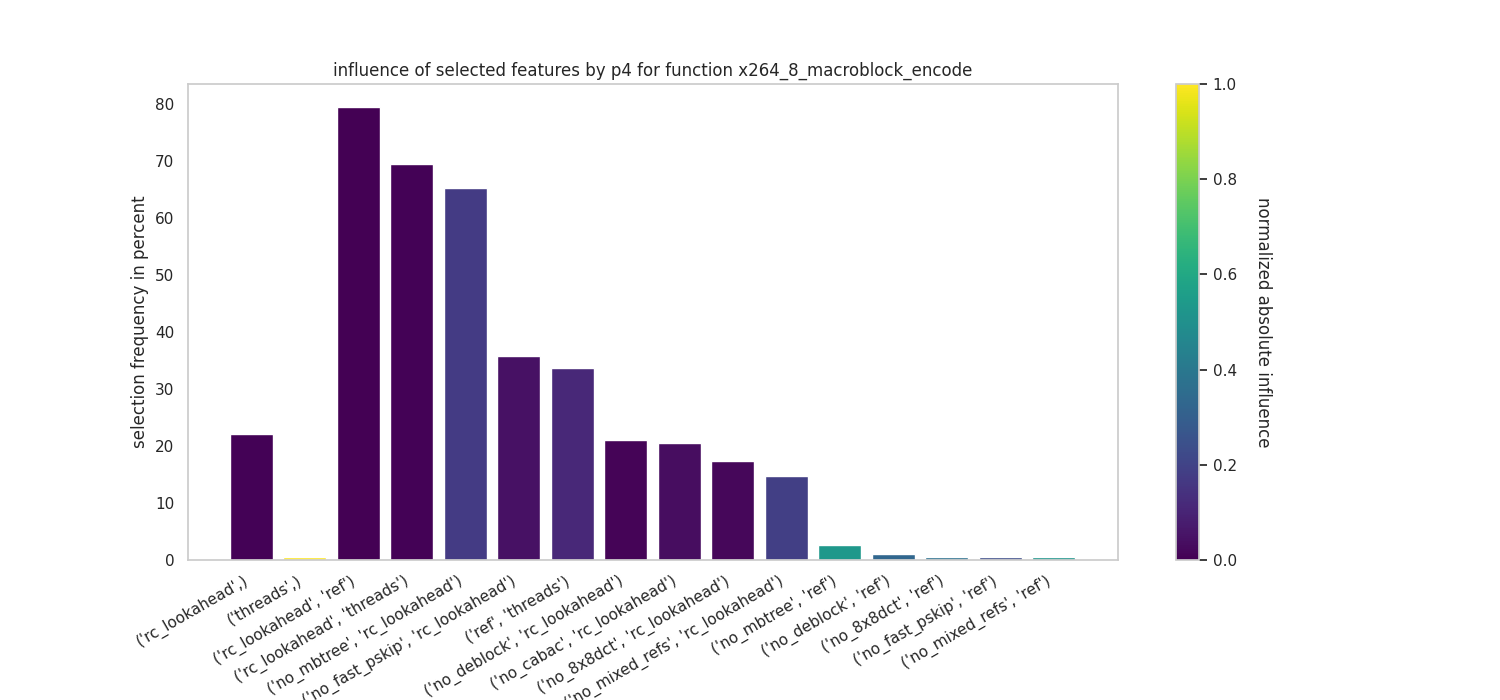 influence of selected features by p4 for function x264_8_macroblock_encode
selection frequency in percent
80
70
60
50
40
30
20
10
0
('rc_lookahead',)
('threads',)
('rc_lookahead', 'ref')
('rc_lookahead', 'threads')
('no_mbtree', 'rc_lookahead')
('no_fast_pskip', 'rc_lookahead')
('ref', 'threads')
('no_deblock', 'rc_lookahead')
('no_cabac', 'rc_lookahead')
('no_8x8dct', 'rc_lookahead')
('no_mixed_refs', 'rc_lookahead')
('no_mbtree', 'ref')
('no_deblock', 'ref')
('no_8x8dct', 'ref')
('no_fast_pskip', 'ref')
('no_mixed_refs', 'ref')
1.0
0.8
0.6
0.4
0.2
0.0
normalized absolute influence